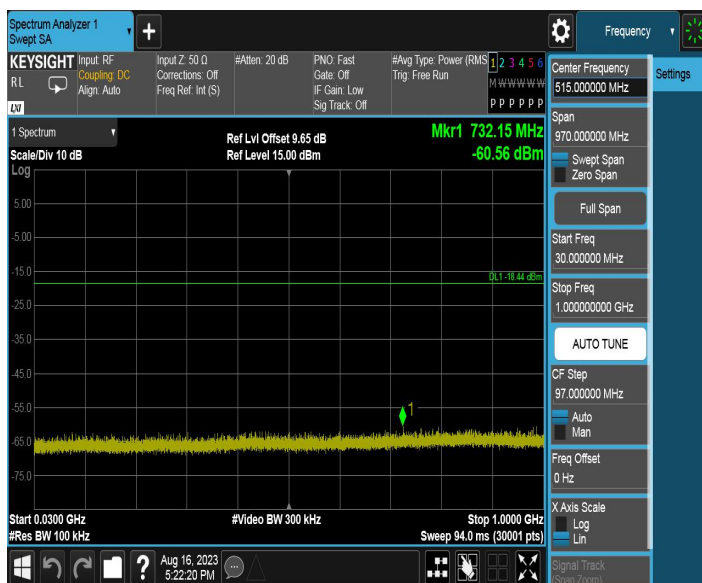 Spectrum Analyzer 1
Swept SA
+
Frequency
KEYSIGHT
RL
LXI
Input: RF
Coupling: DC
Align: Auto
Input Z: 50 Ω
Corrections: Off
Freq Ref: Int (S)
#Atten: 20 dB
PNO: Fast
Gate: Off
IF Gain: Low
Sig Track: Off
#Avg Type: Power (RMS
Trig: Free Run
1 2 3 4 5 6
M W W W W W
P P P P P P
Center Frequency
515.000000 MHz
Settings
Span
970.000000 MHz
Swept Span
Zero Span
Full Span
Start Freq
30.000000 MHz
Stop Freq
1.000000000 GHz
AUTO TUNE
CF Step
97.000000 MHz
Auto
Man
Freq Offset
0 Hz
X Axis Scale
Log
Lin
Signal Track
(Span Zoom)
1 Spectrum
Scale/Div 10 dB
Log
Ref Lvl Offset 9.65 dB
Ref Level 15.00 dBm
Mkr1 732.15 MHz
-60.56 dBm
5.00
-5.00
-15.0
DL1 -18.44 dBm
-25.0
-35.0
-45.0
-55.0
1
-65.0
-75.0
Start 0.0300 GHz
#Video BW 300 kHz
Stop 1.0000 GHz
#Res BW 100 kHz
Sweep 94.0 ms (30001 pts)
?
Aug 16, 2023
5:22:20 PM